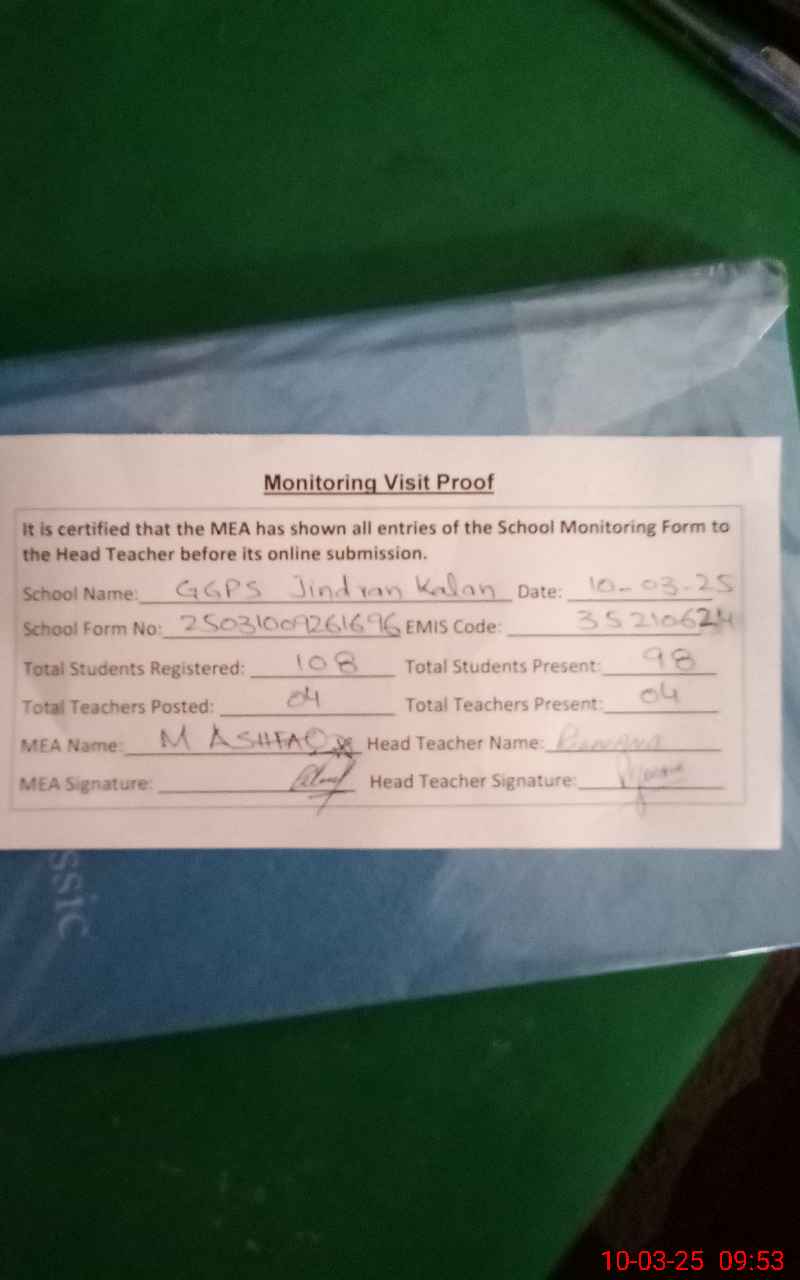 Monitoring Visit Proof
It is certified that the MEA has shown all entries of the School Monitoring Form to
the Head Teacher before its online submission.
School Name: GGPS Jindran Kalan Date: 10-03-25
School Form No: 25031009261696 EMIS Code: 35210624
Total Students Registered: 108 Total Students Present: 98
Total Teachers Posted: 04 Total Teachers Present: 04
MEA Name: M ASHFAQ Head Teacher Name:
MEA Signature: Head Teacher Signature:
ssic
10-03-25 09:53